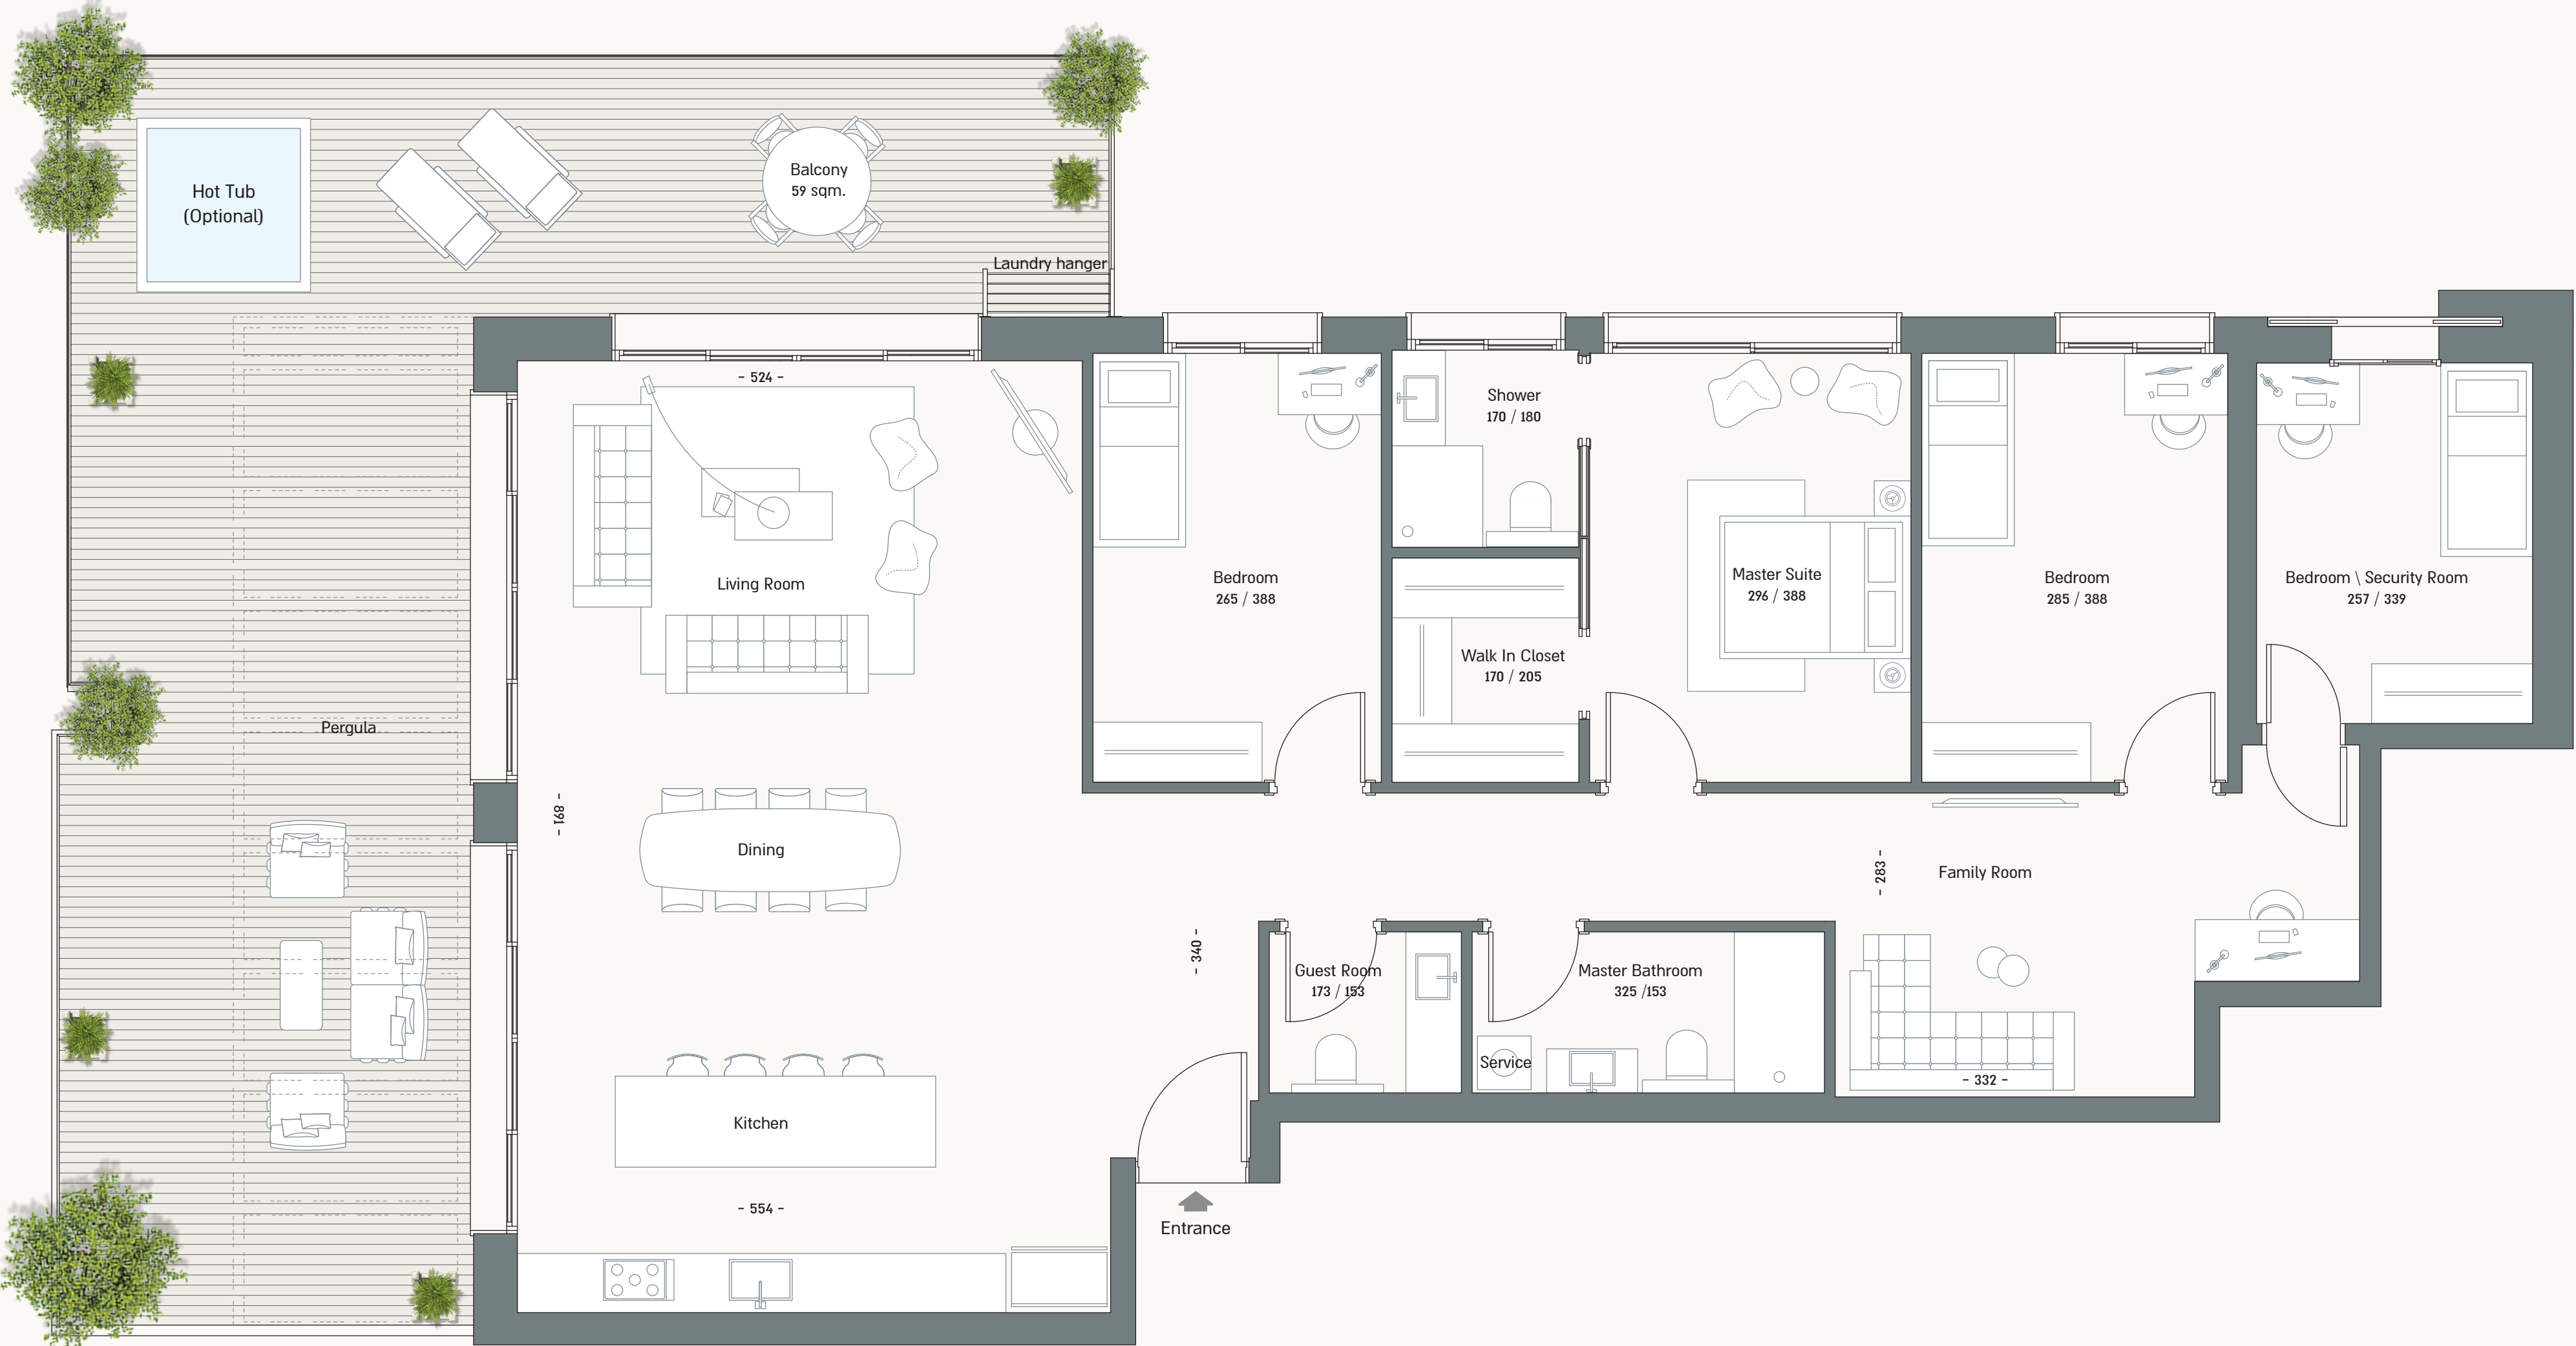 Hot Tub
(Optional)
Balcony
59 sqm.
Laundry hanger
- 524 -
Living Room
Pergula
- 891 -
Dining
- 340 -
Kitchen
- 554 -
Entrance
Bedroom
265 / 388
Shower
170 / 180
Walk In Closet
170 / 205
Master Suite
296 / 388
Bedroom
285 / 388
Bedroom \ Security Room
257 / 339
Guest Room
173 / 153
Master Bathroom
325 /153
Service
- 283 -
Family Room
- 332 -